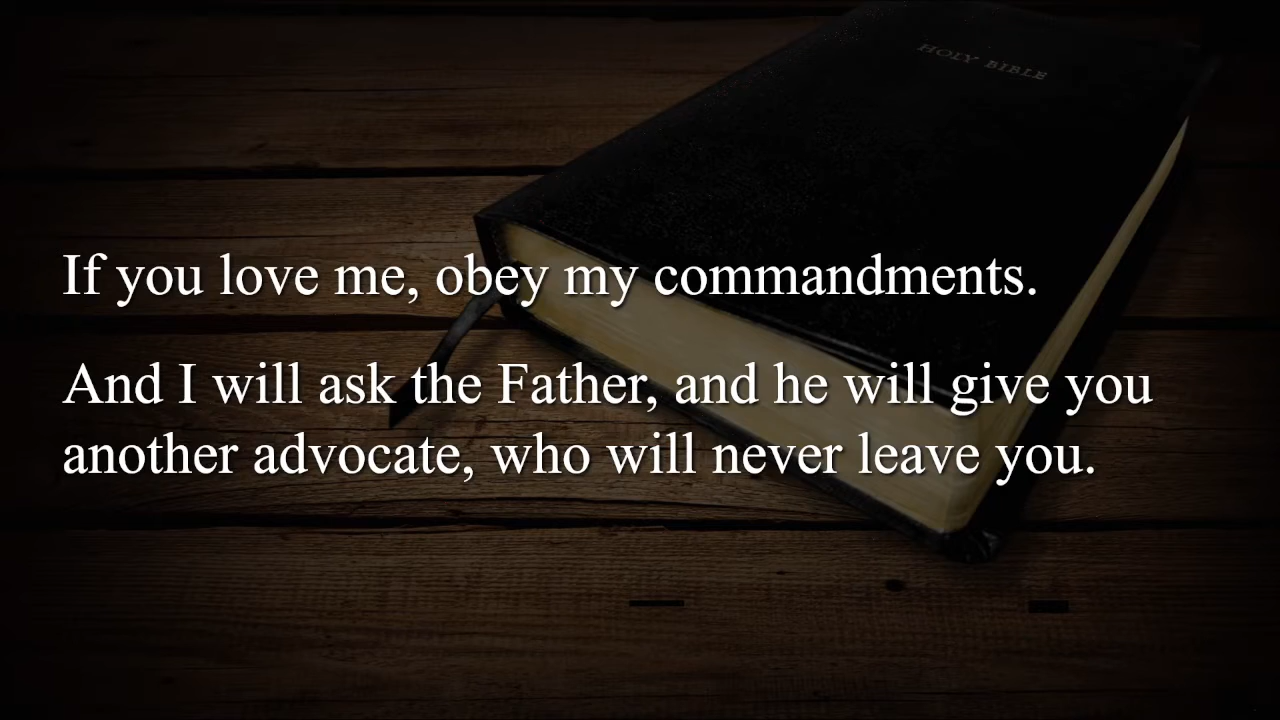 HOLY BIBLE
If you love me, obey my commandments.
And I will ask the Father, and he will give you
another advocate, who will never leave you.